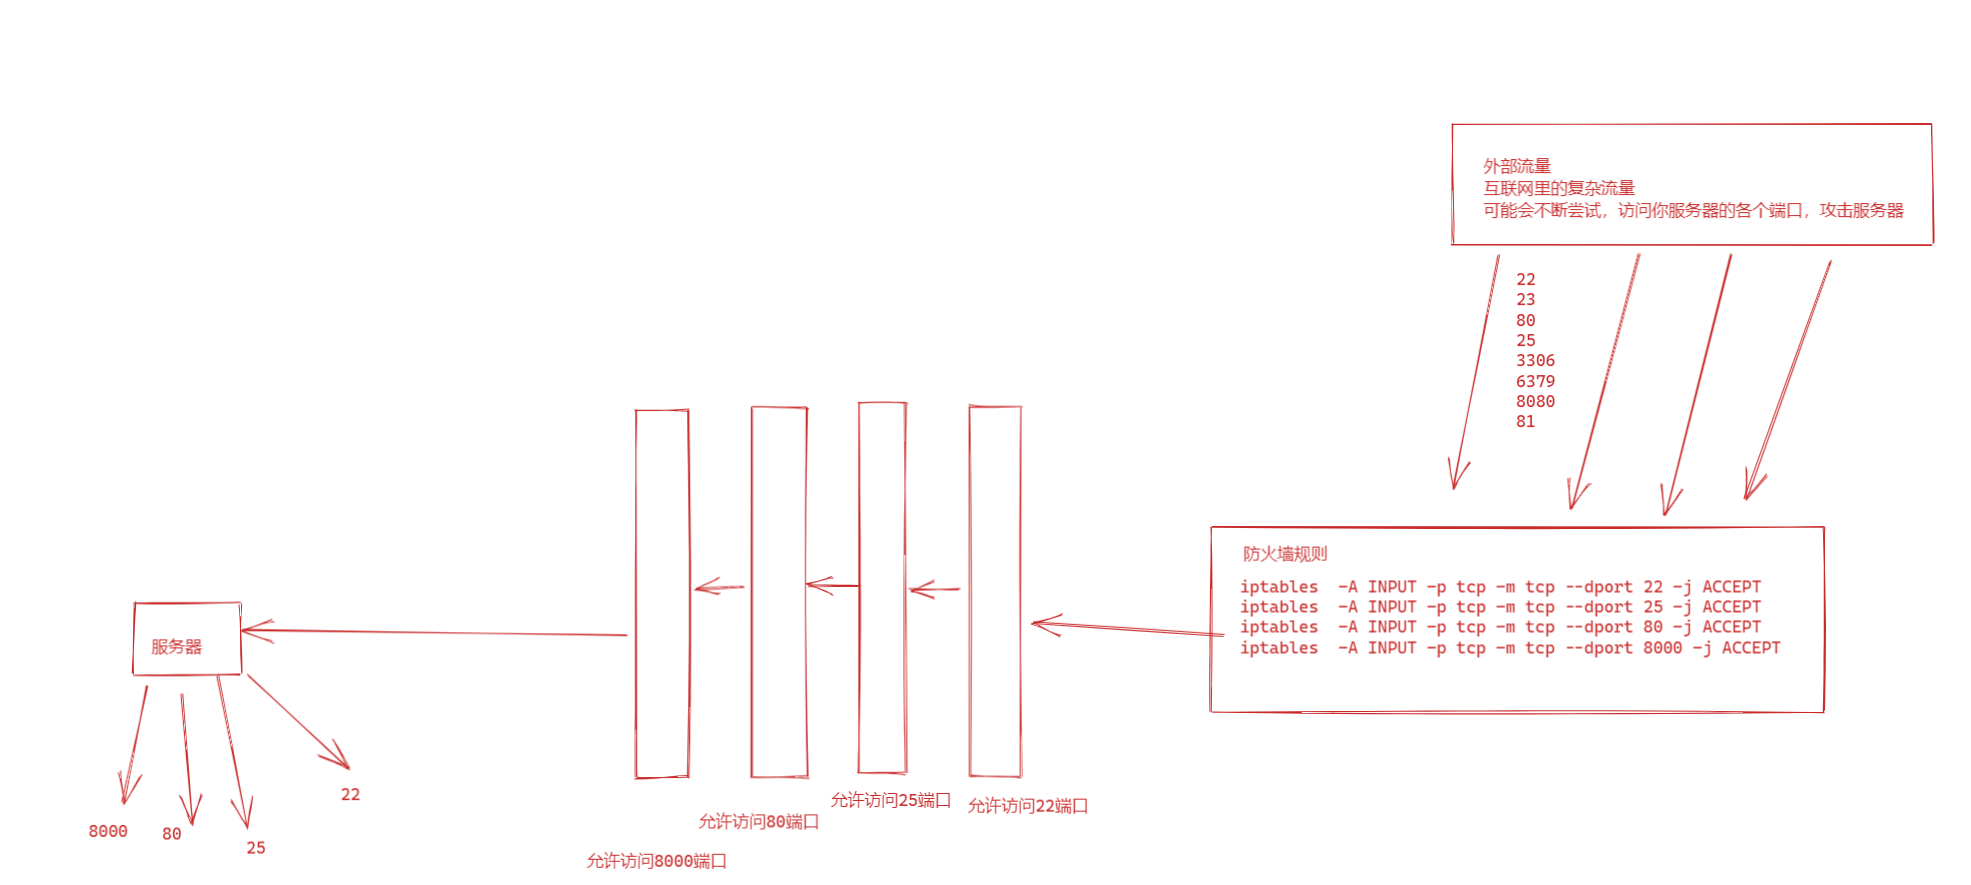 外部流量
互联网里的复杂流量
可能会不断尝试，访问你服务器的各个端口，攻击服务器
22
23
80
25
3306
6379
8080
81
防火墙规则
iptables  -A INPUT -p tcp -m tcp --dport 22 -j ACCEPT
iptables  -A INPUT -p tcp -m tcp --dport 25 -j ACCEPT
iptables  -A INPUT -p tcp -m tcp --dport 80 -j ACCEPT
iptables  -A INPUT -p tcp -m tcp --dport 8000 -j ACCEPT
服务器
8000
80
25
22
允许访问8000端口
允许访问80端口
允许访问25端口
允许访问22端口